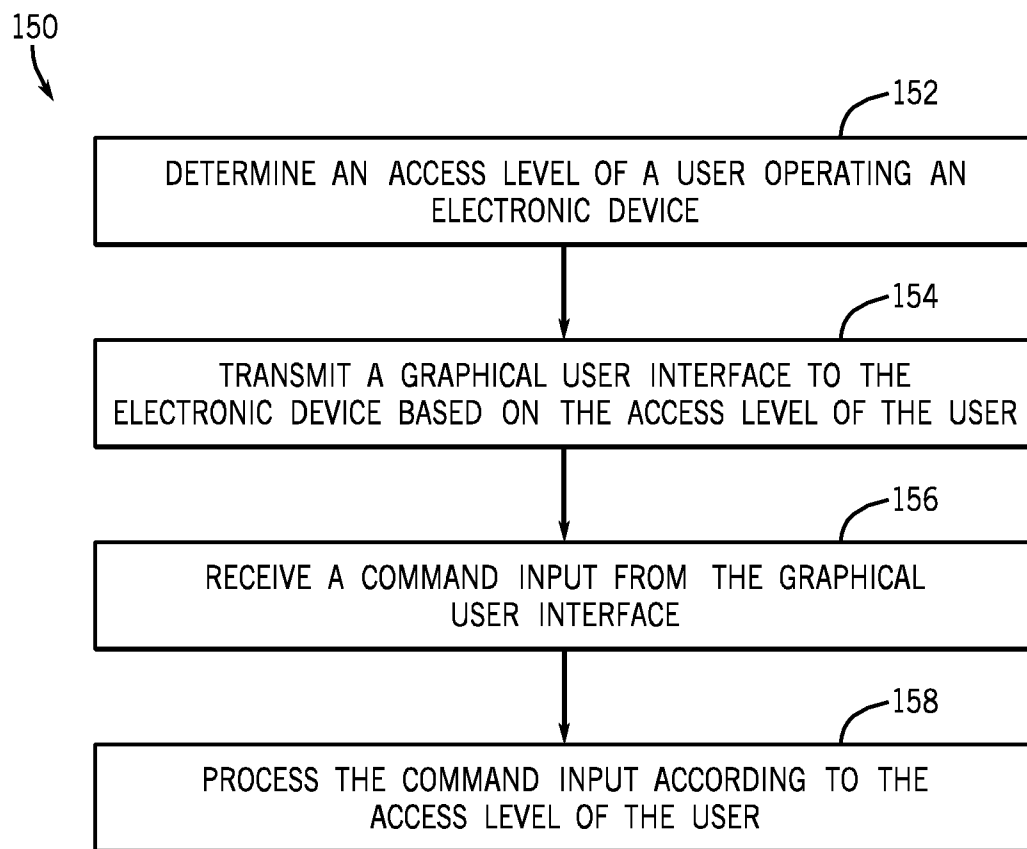 150
152
DETERMINE AN ACCESS LEVEL OF A USER OPERATING AN
ELECTRONIC DEVICE
154
TRANSMIT A GRAPHICAL USER INTERFACE TO THE
ELECTRONIC DEVICE BASED ON THE ACCESS LEVEL OF THE USER
156
RECEIVE A COMMAND INPUT FROM THE GRAPHICAL
USER INTERFACE
158
PROCESS THE COMMAND INPUT ACCORDING TO THE
ACCESS LEVEL OF THE USER